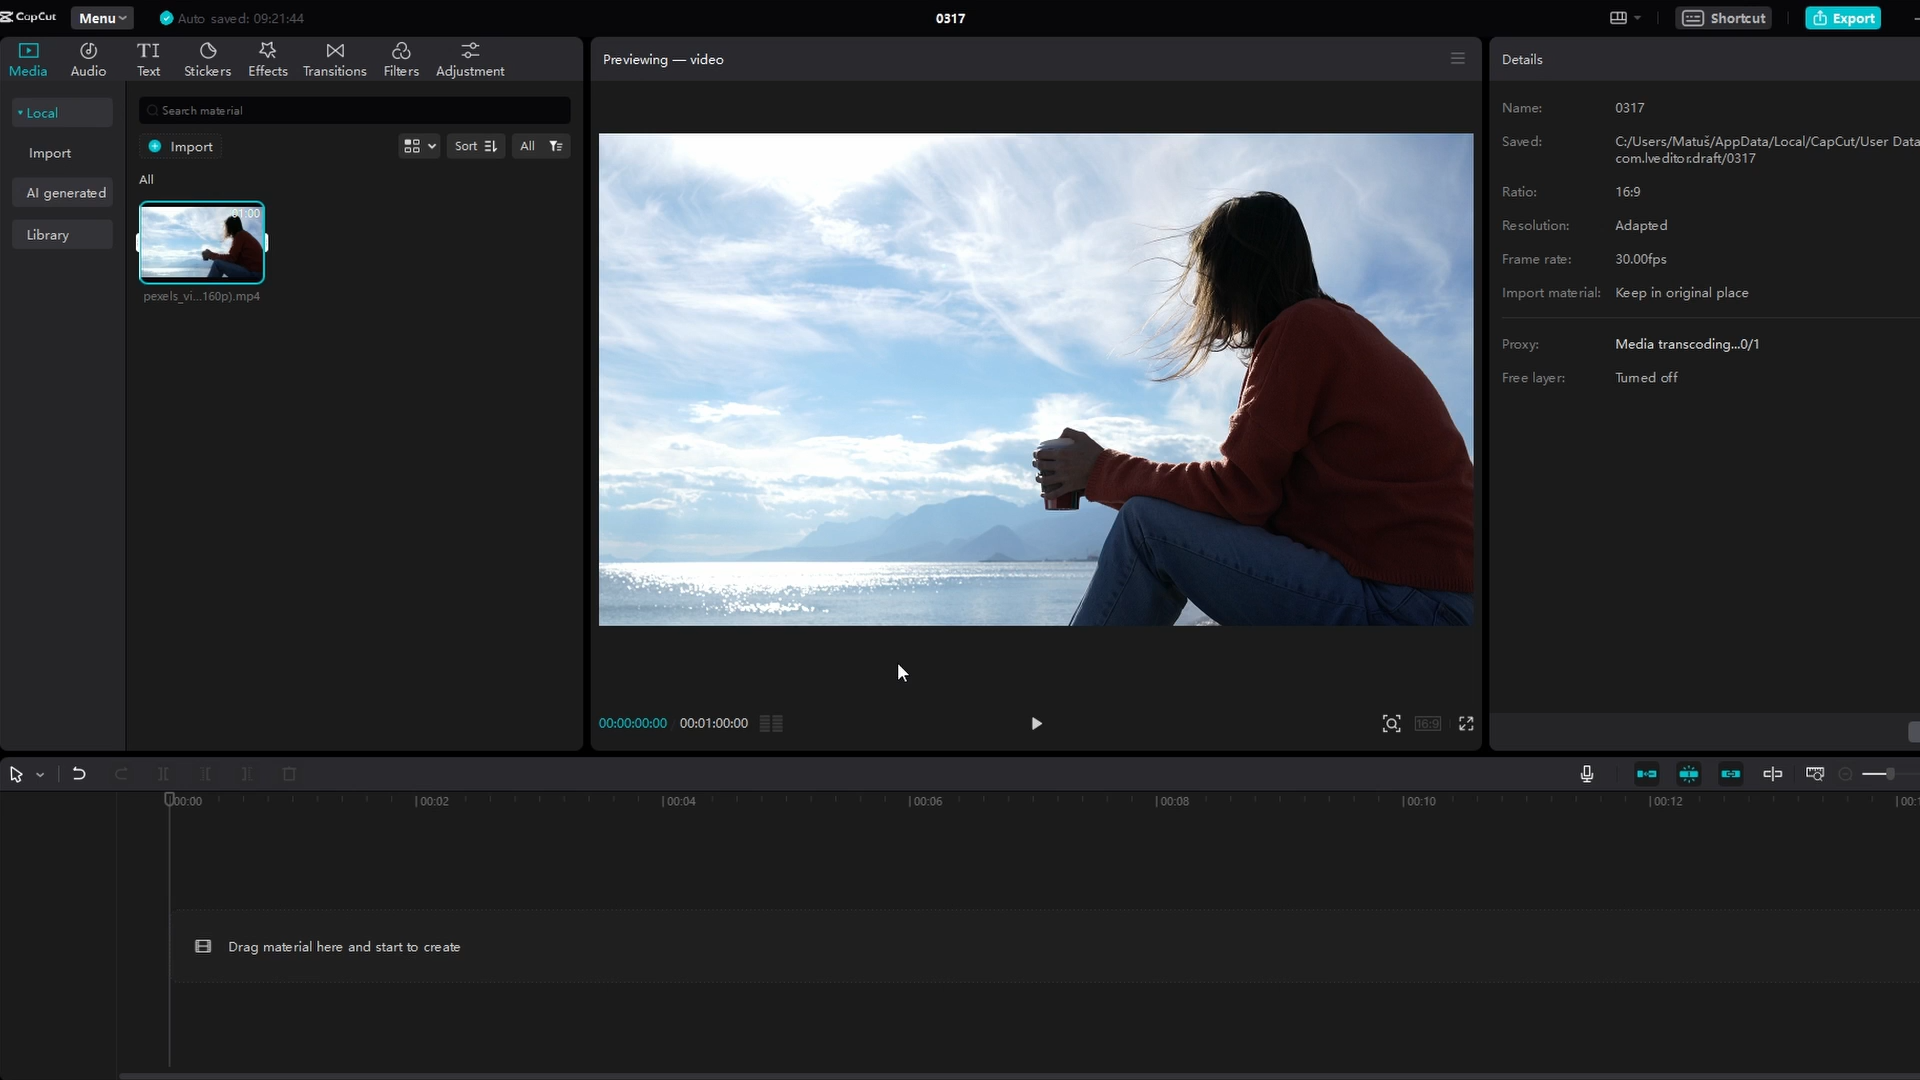 CapCut
Menu
Auto saved: 09:21:44
0317
Shortcut
Export
Media
Audio
TI
Text
Stickers
Effects
Transitions
Filters
Adjustment
Local
Import
AI generated
Library
Search material
Import
Sort
All
All
01:00
pexels_vi...160p).mp4
Previewing — video
00:00:00:00
00:01:00:00
16:9
Details
Name: 0317
Saved: C:/Users/Matuš/AppData/Local/CapCut/User Data
com.lveditor.draft/0317
Ratio: 16:9
Resolution: Adapted
Frame rate: 30.00fps
Import material: Keep in original place
Proxy: Media transcoding...0/1
Free layer: Turned off
00:00
00:02
00:04
00:06
00:08
00:10
00:12
Drag material here and start to create